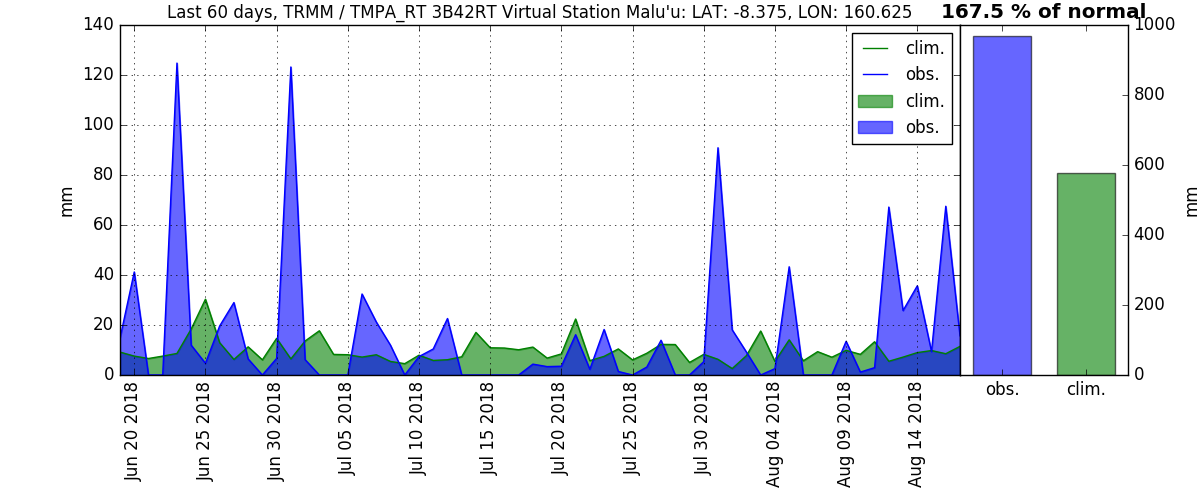 Last 60 days, TRMM / TMPA_RT 3B42RT Virtual Station Malu'u: LAT: -8.375, LON: 160.625
167.5 % of normal
140
120
100
80
60
40
20
0
mm
clim.
obs.
clim.
obs.
1000
800
600
400
200
0
mm
Jun 20 2018
Jun 25 2018
Jun 30 2018
Jul 05 2018
Jul 10 2018
Jul 15 2018
Jul 20 2018
Jul 25 2018
Jul 30 2018
Aug 04 2018
Aug 09 2018
Aug 14 2018
obs.
clim.